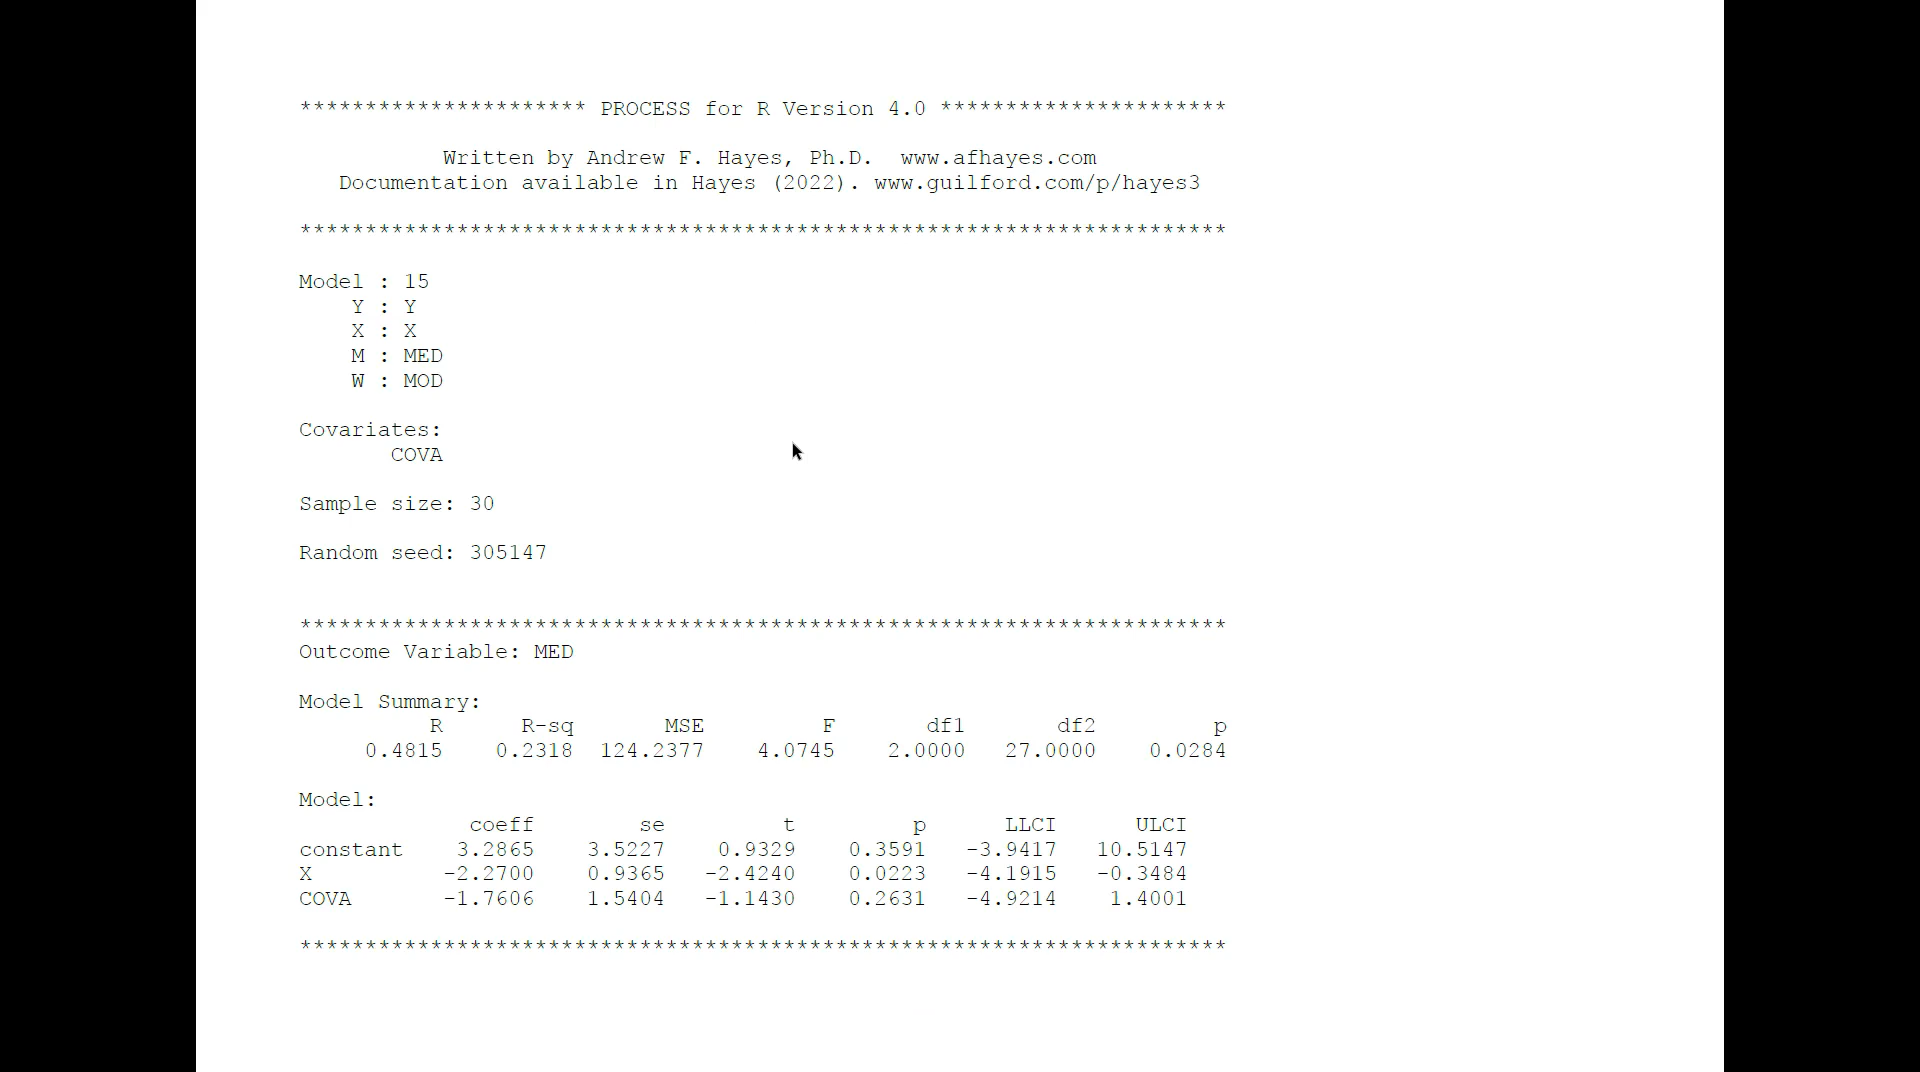 ********************** PROCESS for R Version 4.0 **********************
Written by Andrew F. Hayes, Ph.D.  www.afhayes.com
Documentation available in Hayes (2022). www.guilford.com/p/hayes3
***********************************************************************
Model : 15
Y : Y
X : X
M : MED
W : MOD
Covariates:
COVA
Sample size: 30
Random seed: 305147
***********************************************************************
Outcome Variable: MED
Model Summary:
R R-sq MSE F df1 df2 p
0.4815 0.2318 124.2377 4.0745 2.0000 27.0000 0.0284
Model:
coeff se t p LLCI ULCI
constant 3.2865 3.5227 0.9329 0.3591 -3.9417 10.5147
X -2.2700 0.9365 -2.4240 0.0223 -4.1915 -0.3484
COVA -1.7606 1.5404 -1.1430 0.2631 -4.9214 1.4001
***********************************************************************